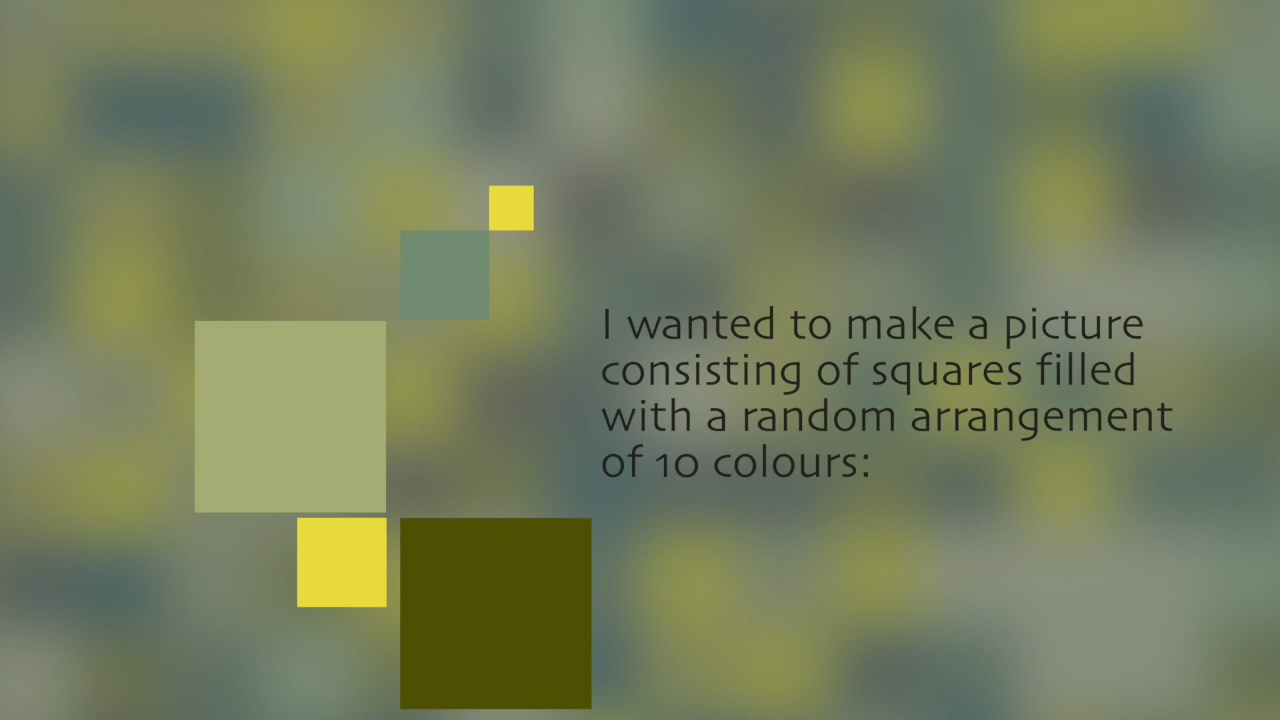 I wanted to make a picture
consisting of squares filled
with a random arrangement
of 10 colours: